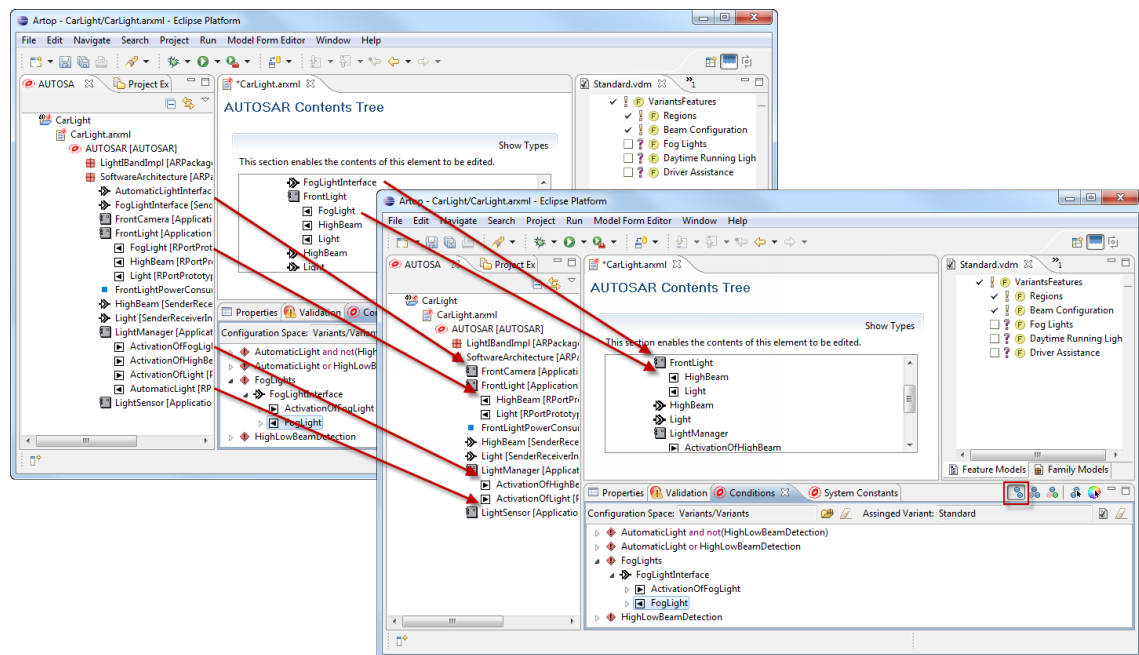 Artop - CarLight/CarLight.arxml - Eclipse Platform
File Edit Navigate Search Project Run Model Form Editor Window Help
AUTOSA Project Ex
CarLight
CarLight.arxml
AUTOSAR [AUTOSAR]
LightIBandImpl [ARPackag
SoftwareArchitecture [ARPa
AutomaticLightInterfac
FogLightInterface [Send
FrontCamera [Applicati
FrontLight [Application
FogLight [RPortProt
HighBeam [RPortPr
Light [RPortPrototyp
FrontLightPowerConsu
HighBeam [SenderRece
Light [SenderReceiverIn
LightManager [Applicat
ActivationOfFogLigl
ActivationOfHighBe
ActivationOfLight [F
AutomaticLight [RP
LightSensor [Applicatio
*CarLight.arxml
AUTOSAR Contents Tree
Show Types
This section enables the contents of this element to be edited.
FogLightInterface
FrontLight
FogLight
HighBeam
Light
HighBeam
Light
Standard.vdm 1
VariantsFeatures
Regions
Beam Configuration
Fog Lights
Daytime Running Ligh
Driver Assistance
Properties Validation Co
Configuration Space: Variants/Varian
AutomaticLight and not(High
AutomaticLight or HighLowB
FogLights
FogLightInterface
ActivationOfFogLight
FogLight
HighLowBeamDetection
Artop - CarLight/CarLight.arxml - Eclipse Platform
File Edit Navigate Search Project Run Model Form Editor Window Help
AUTOSA Project Ex
CarLight
CarLight.arxml
AUTOSAR [AUTOSAR]
LightIBandImpl [ARPackag
SoftwareArchitecture [ARPa
FrontCamera [Applicati
FrontLight [Application
HighBeam [RPortPr
Light [RPortPrototyp
FrontLightPowerConsu
HighBeam [SenderRece
Light [SenderReceiverIn
LightManager [Applicat
ActivationOfHighBe
ActivationOfLight [F
LightSensor [Applicatio
*CarLight.arxml
AUTOSAR Contents Tree
Show Types
This section enables the contents of this element to be edited.
FrontLight
HighBeam
Light
HighBeam
Light
LightManager
ActivationOfHighBeam
Standard.vdm 1
VariantsFeatures
Regions
Beam Configuration
Fog Lights
Daytime Running Ligh
Driver Assistance
Feature Models Family Models
Properties Validation Conditions System Constants
Configuration Space: Variants/Variants Assinged Variant: Standard
AutomaticLight and not(HighLowBeamDetection)
AutomaticLight or HighLowBeamDetection
FogLights
FogLightInterface
ActivationOfFogLight
FogLight
HighLowBeamDetection